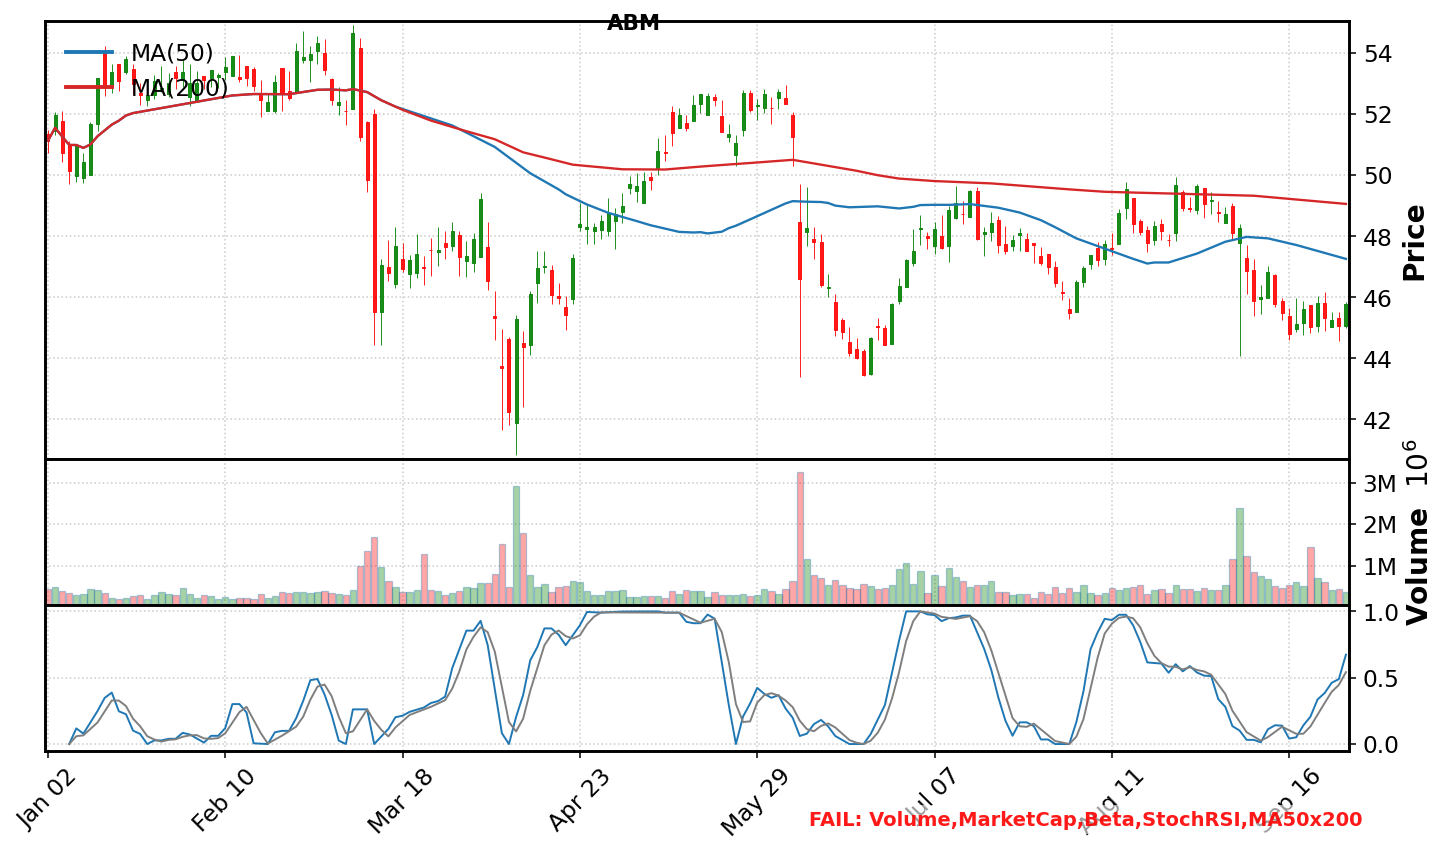 ABM
MA(50)
MA(200)
54
52
50
48
46
44
42
Price
3M
2M
1M
Volume 10⁶
1.0
0.5
0.0
Jan 02
Feb 10
Mar 18
Apr 23
May 29
Jul 07
Aug 11
Sep 16
FAIL: Volume,MarketCap,Beta,StochRSI,MA50x200